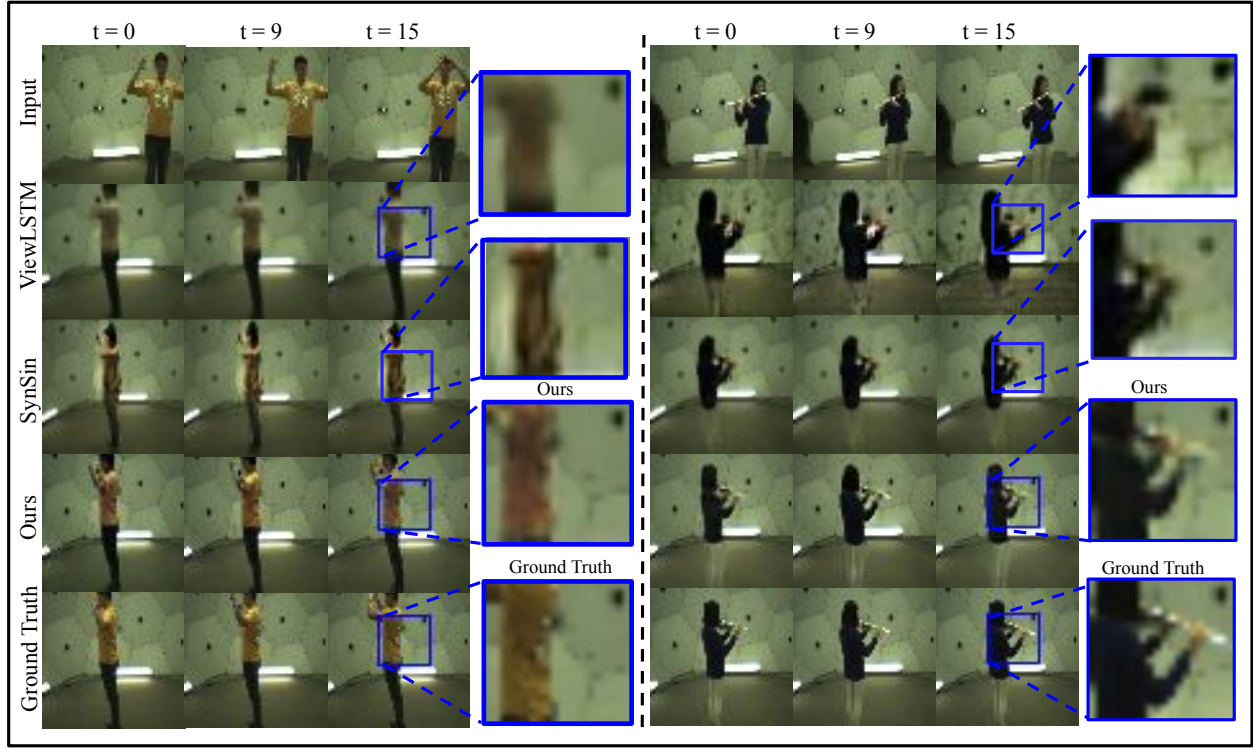 t = 0 t = 9 t = 15 t = 0 t = 9 t = 15
Input
ViewLSTM
SynSin
Ours
Ours
Ours
Ground Truth
Ground Truth
Ground Truth